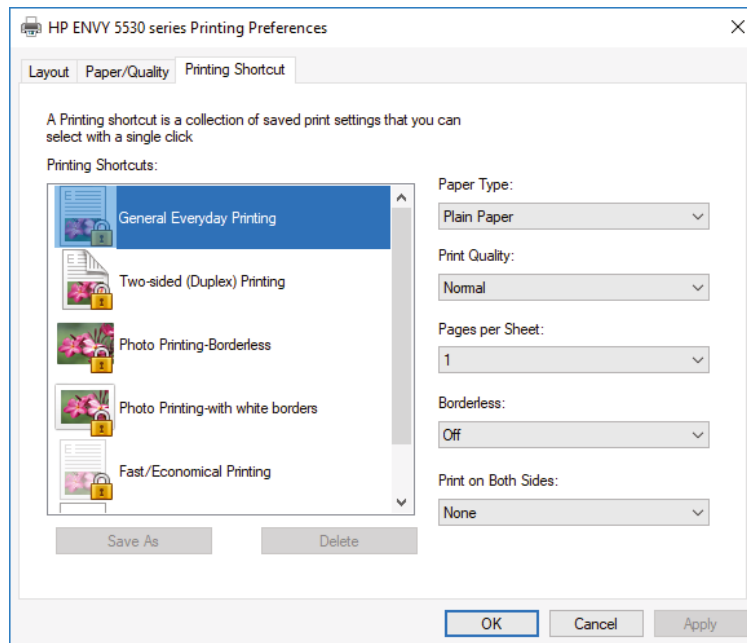 HP ENVY 5530 series Printing Preferences
Layout
Paper/Quality
Printing Shortcut
A Printing shortcut is a collection of saved print settings that you can
select with a single click
Printing Shortcuts:
General Everyday Printing
Two-sided (Duplex) Printing
Photo Printing-Borderless
Photo Printing-with white borders
Fast/Economical Printing
Save As
Delete
Paper Type:
Plain Paper
Print Quality:
Normal
Pages per Sheet:
1
Borderless:
Off
Print on Both Sides:
None
OK
Cancel
Apply